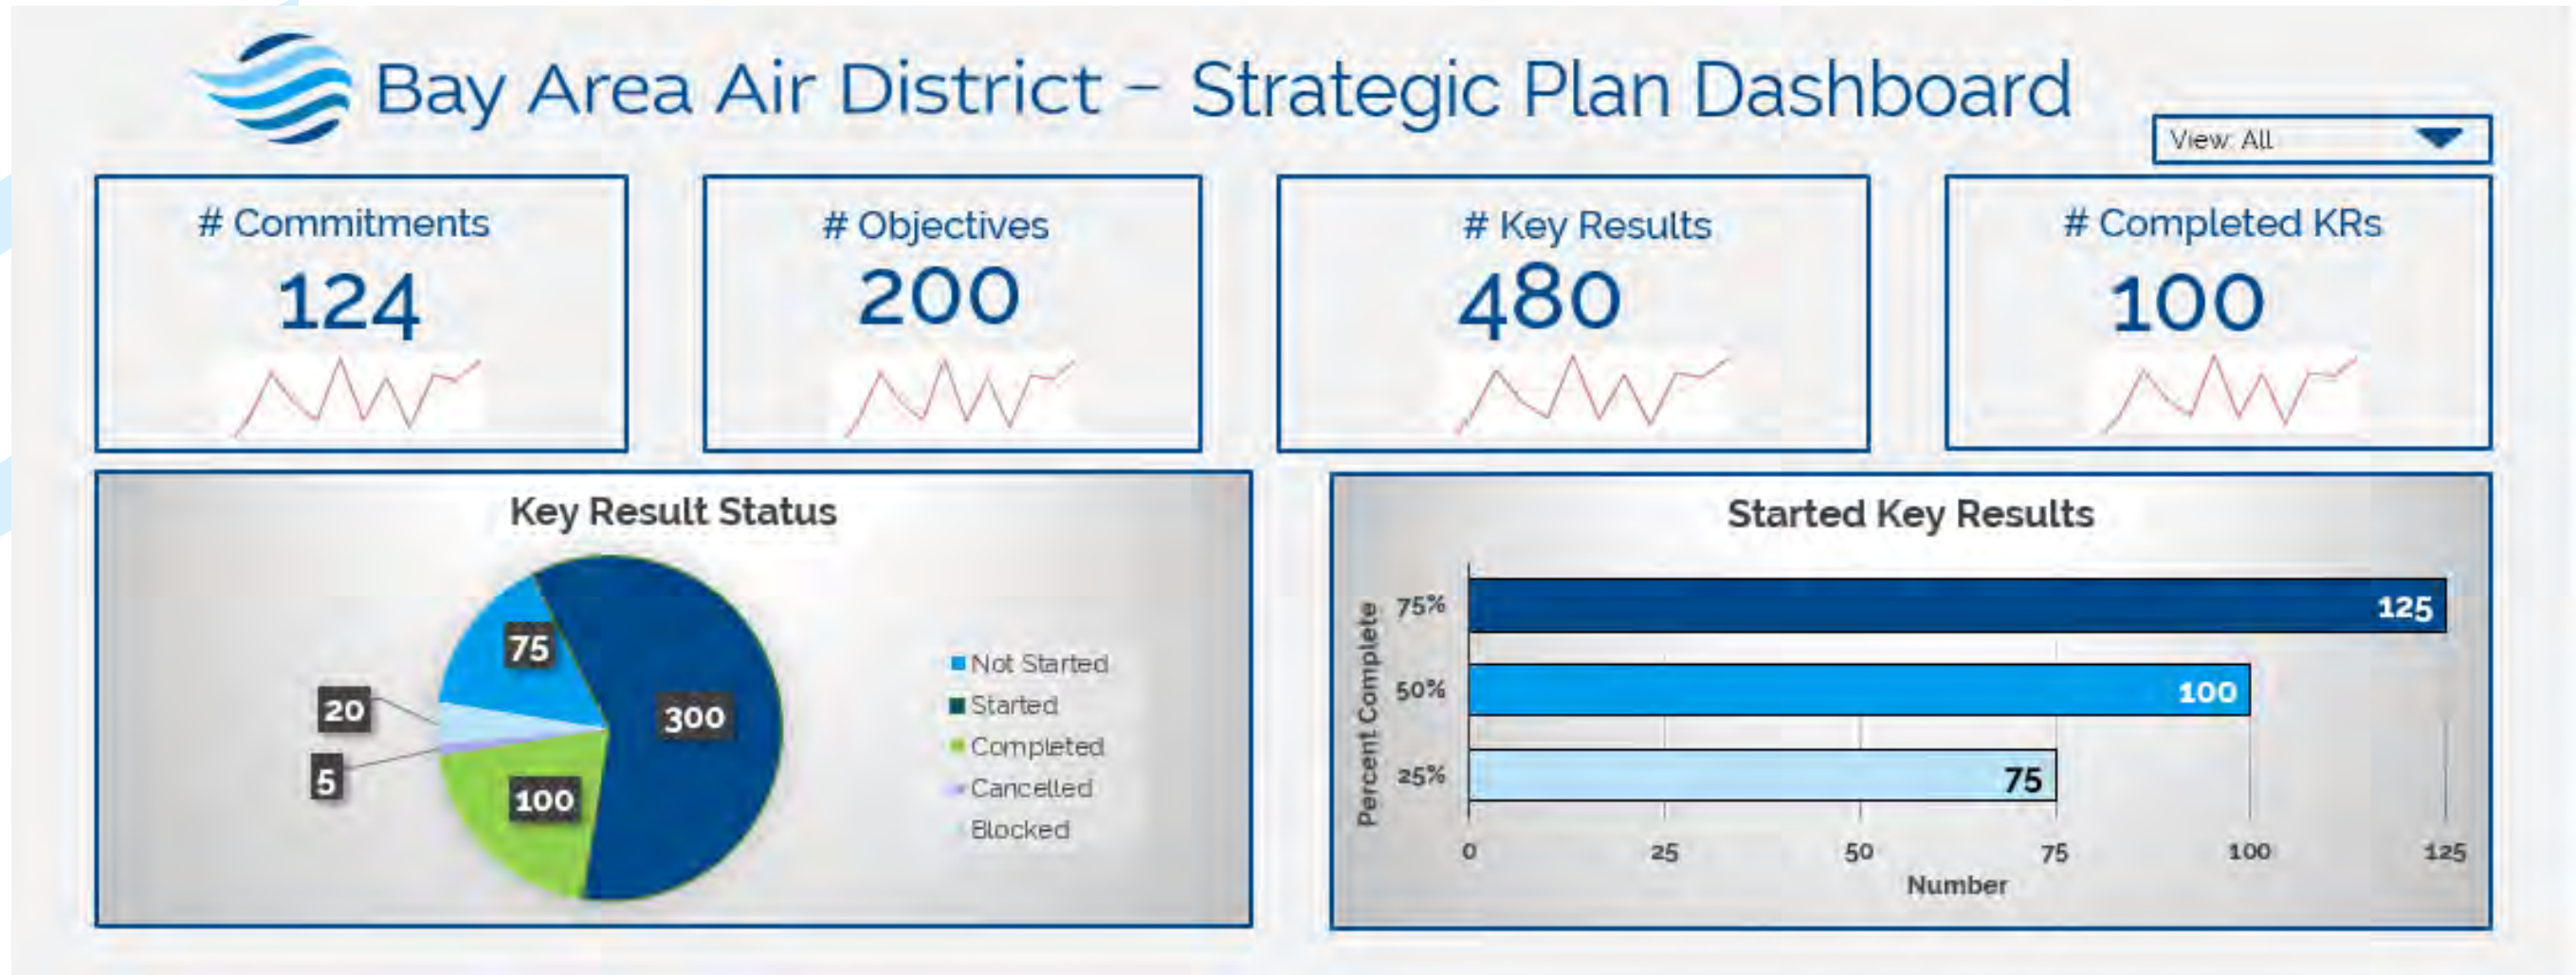 Bay Area Air District – Strategic Plan Dashboard
View: All
# Commitments
124
# Objectives
200
# Key Results
480
# Completed KRs
100
Key Result Status
75
300
20
5
100
Not Started
Started
Completed
Cancelled
Blocked
Started Key Results
Percent Complete
75%
125
50%
100
25%
75
0 25 50 75 100 125
Number